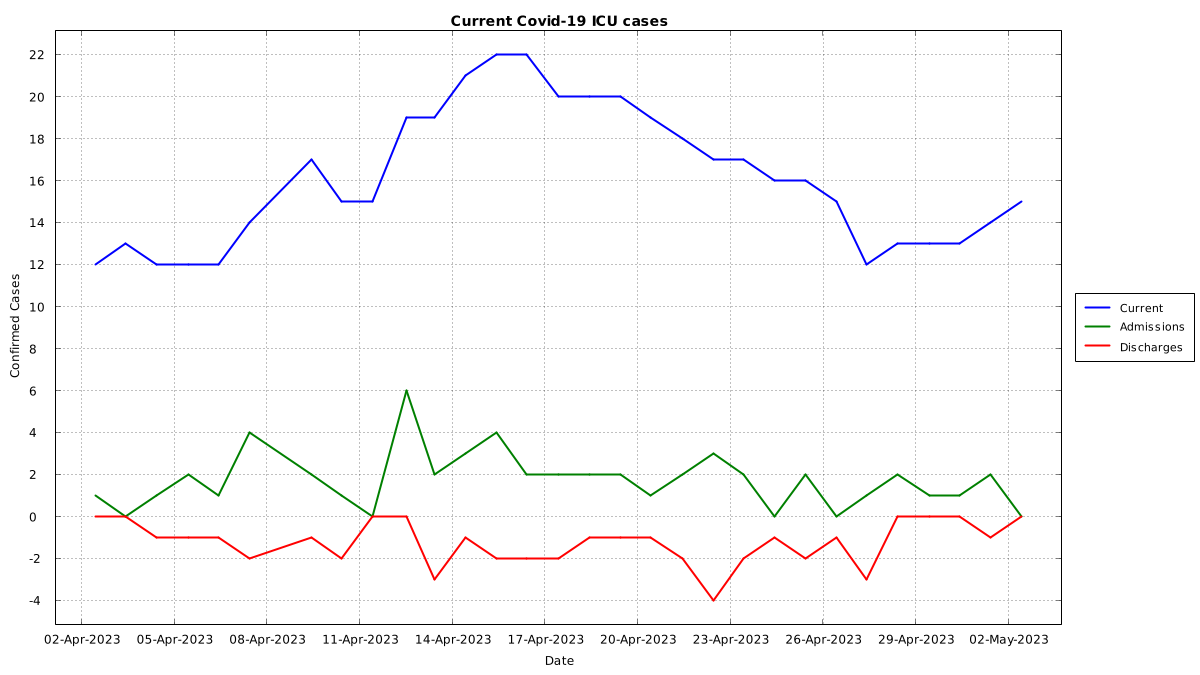 Current Covid-19 ICU cases
22
20
18
16
14
12
10
8
6
4
2
0
-2
-4
Confirmed Cases
02-Apr-2023 05-Apr-2023 08-Apr-2023 11-Apr-2023 14-Apr-2023 17-Apr-2023 20-Apr-2023 23-Apr-2023 26-Apr-2023 29-Apr-2023 02-May-2023
Date
Current
Admissions
Discharges